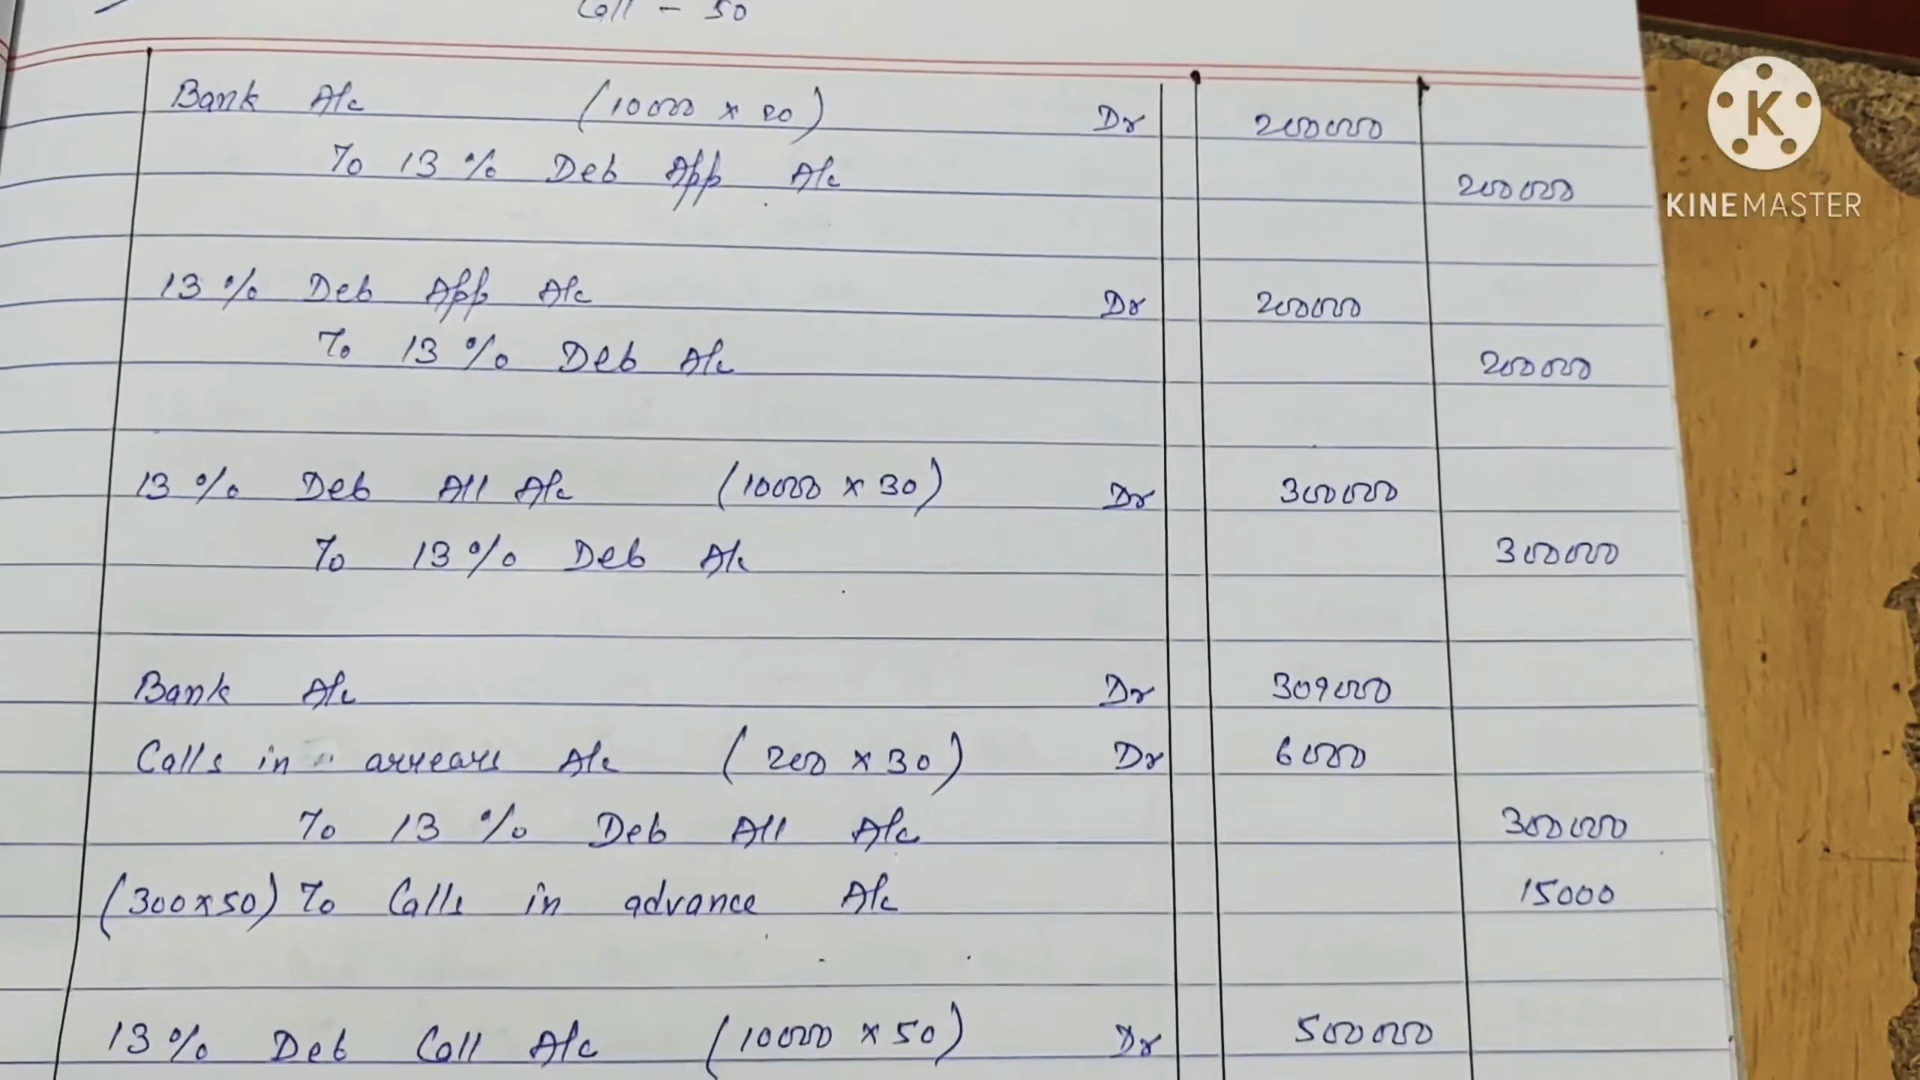 Call - 50
Bank A/c (10000 x 20) Dr 200000
To 13% Deb App A/c 200000
13% Deb App A/c Dr 200000
To 13% Deb A/c 200000
13% Deb All A/c (10000 x 30) Dr 300000
To 13% Deb A/c 300000
Bank A/c Dr 309000
Calls in arrears A/c (200 x 30) Dr 6000
To 13% Deb All A/c 300000
(300x50) To Calls in advance A/c 15000
13% Deb Call A/c (10000 x 50) Dr 500000
K
KINEMASTER